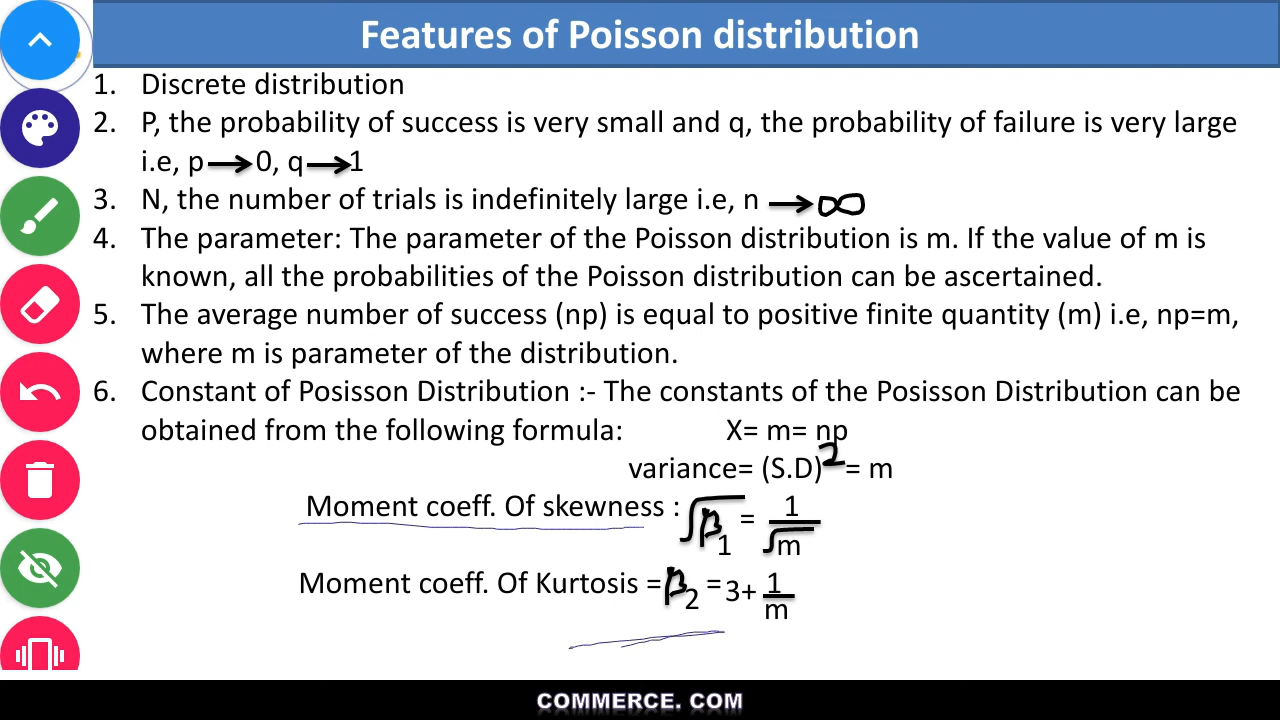 Features of Poisson distribution
1. Discrete distribution
2. P, the probability of success is very small and q, the probability of failure is very large
i.e, p→0, q→1
3. N, the number of trials is indefinitely large i.e, n →∞
4. The parameter: The parameter of the Poisson distribution is m. If the value of m is
known, all the probabilities of the Poisson distribution can be ascertained.
5. The average number of success (np) is equal to positive finite quantity (m) i.e, np=m,
where m is parameter of the distribution.
6. Constant of Posisson Distribution :- The constants of the Posisson Distribution can be
obtained from the following formula: X= m= np
variance= (S.D)² = m
Moment coeff. Of skewness : √β₁ = 1/√m
Moment coeff. Of Kurtosis = β₂ = 3+ 1/m
COMMERCE. COM